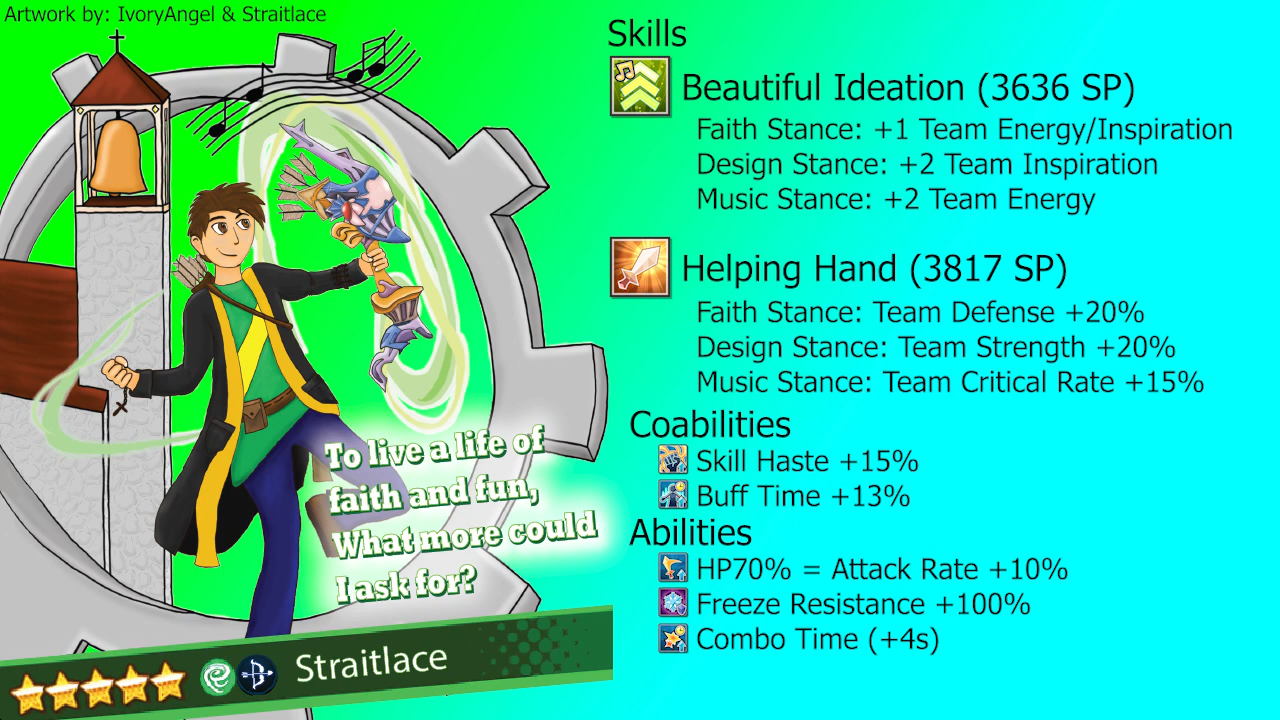 Artwork by: IvoryAngel & Straitlace
To live a life of
faith and fun,
What more could
I ask for?
Straitlace
Skills
Beautiful Ideation (3636 SP)
Faith Stance: +1 Team Energy/Inspiration
Design Stance: +2 Team Inspiration
Music Stance: +2 Team Energy
Helping Hand (3817 SP)
Faith Stance: Team Defense +20%
Design Stance: Team Strength +20%
Music Stance: Team Critical Rate +15%
Coabilities
Skill Haste +15%
Buff Time +13%
Abilities
HP70% = Attack Rate +10%
Freeze Resistance +100%
Combo Time (+4s)